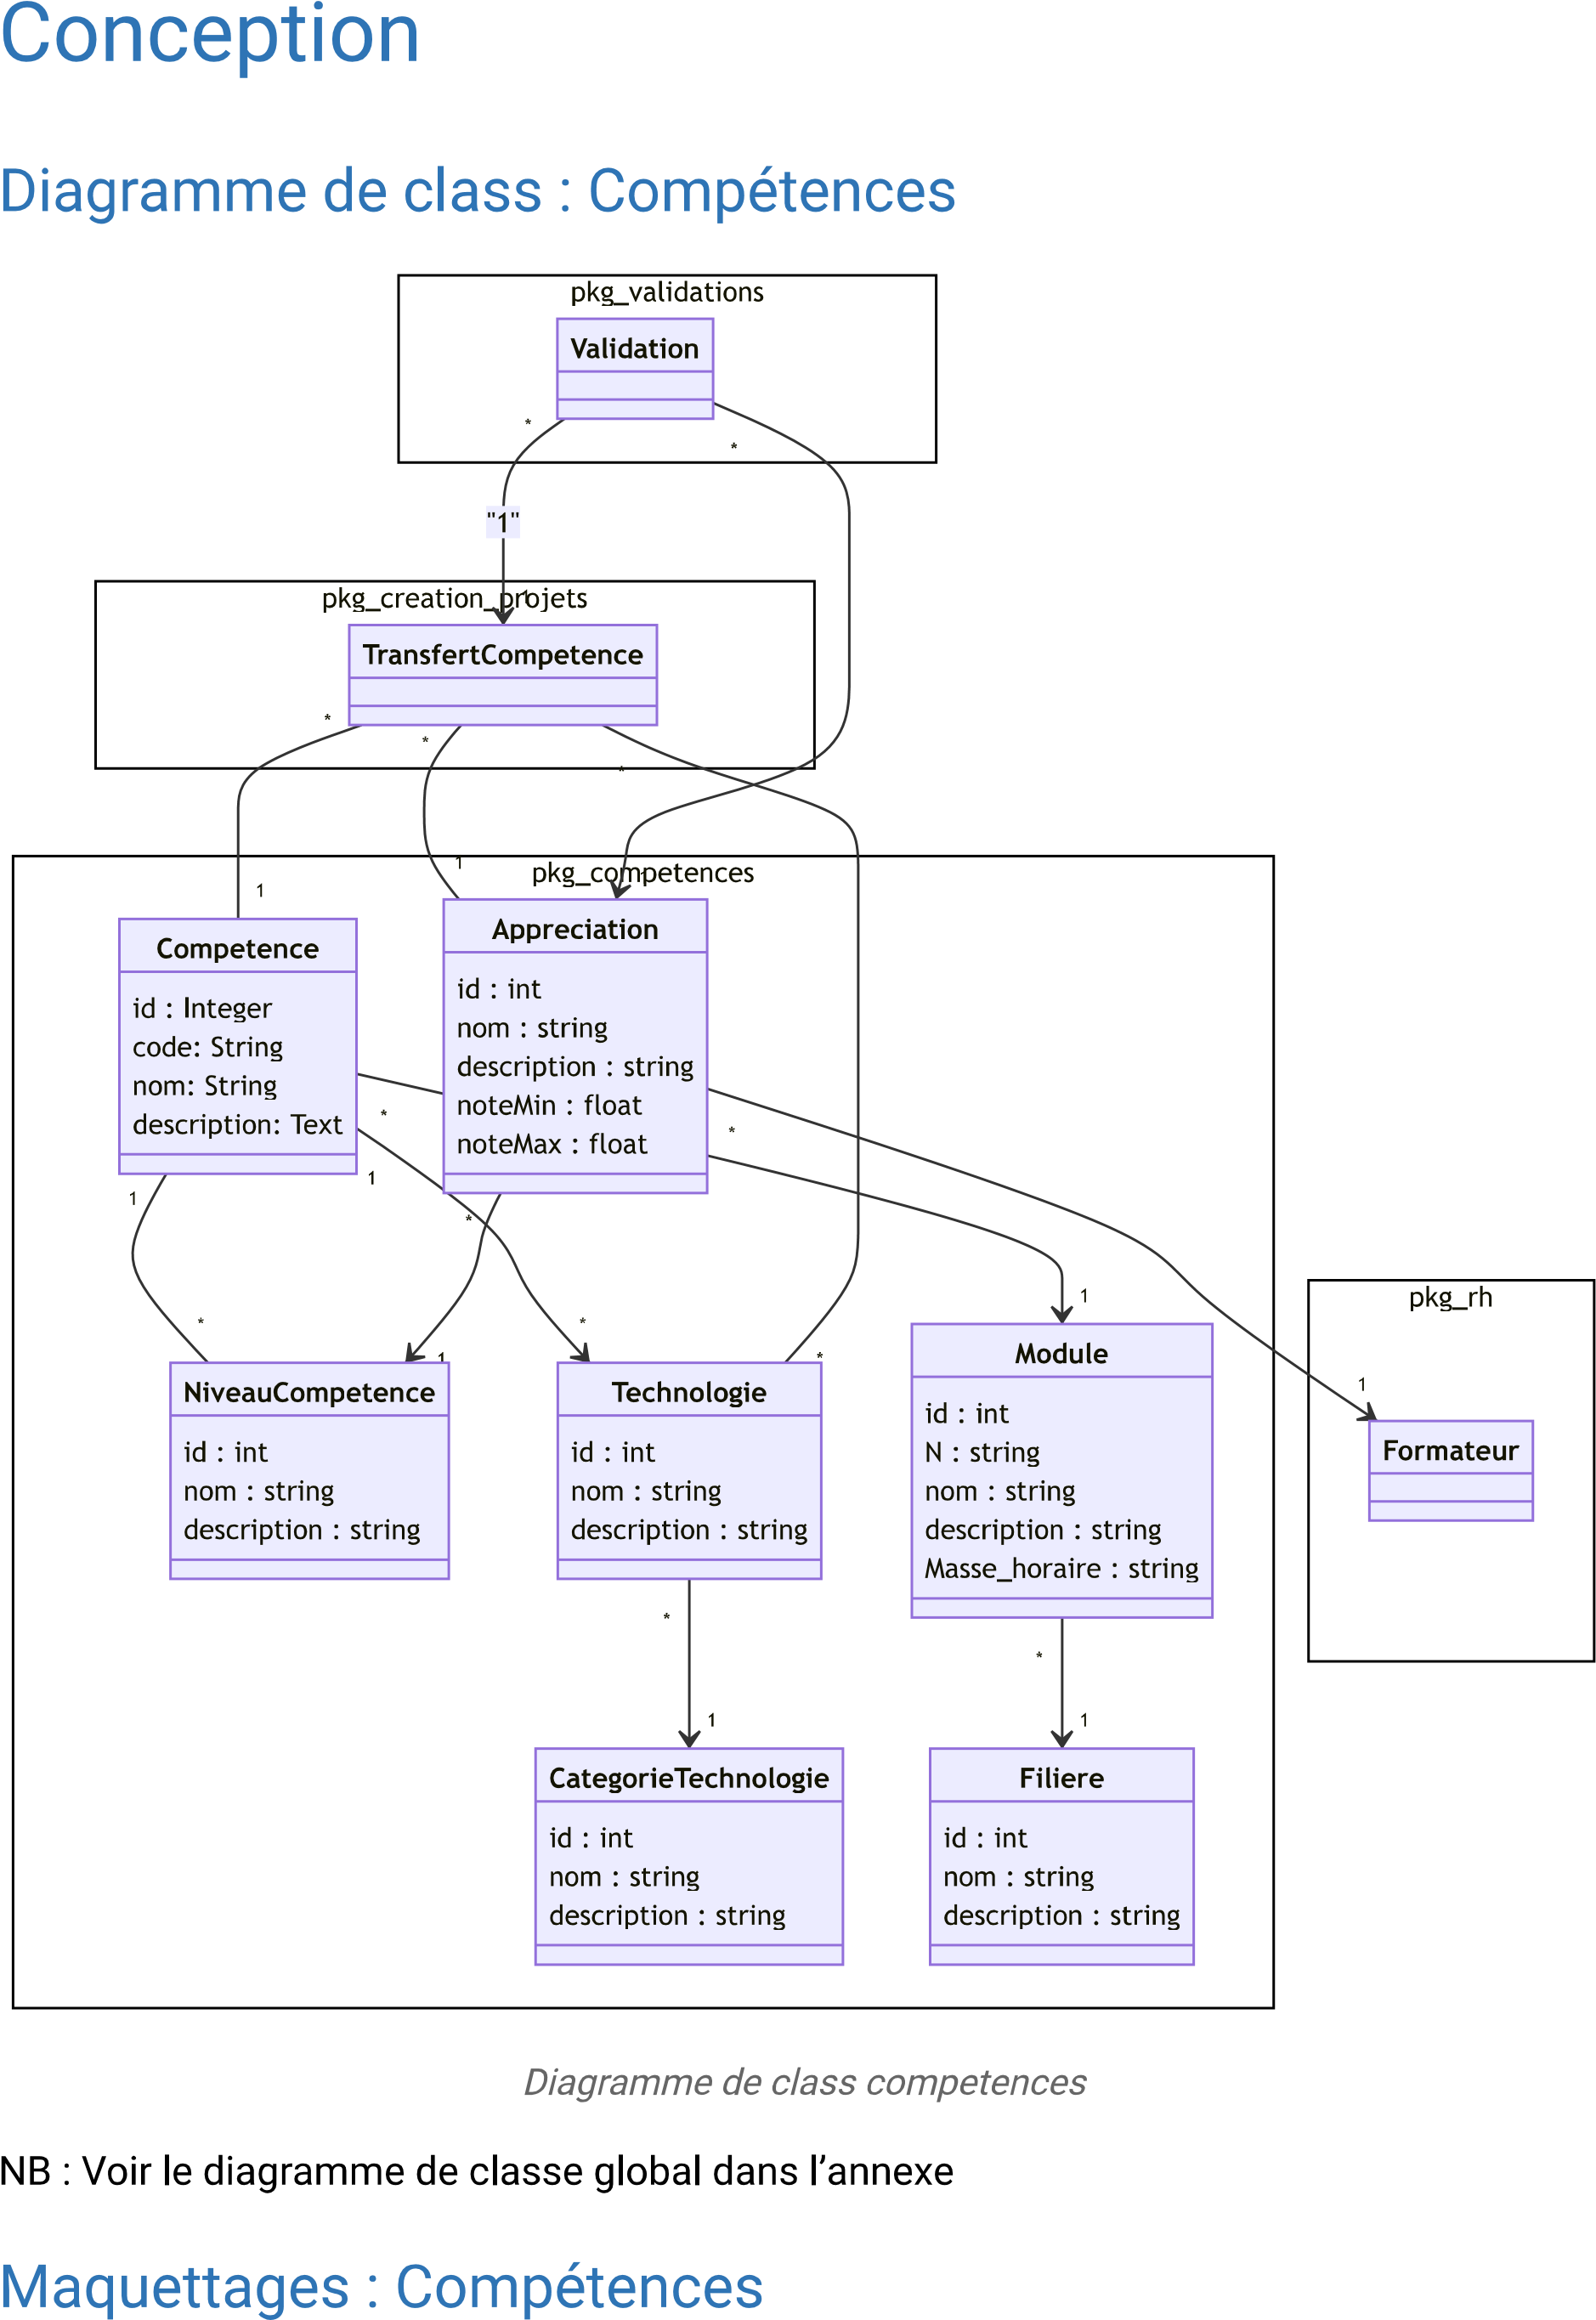 Conception
Diagramme de class : Compétences
pkg_validations
Validation
*
*
"1"
pkg_creation_projets
1
TransfertCompetence
*
*
*
1
1
pkg_competences
Competence
id : Integer
code: String
nom: String
description: Text
Appreciation
id : int
nom : string
description : string
noteMin : float
noteMax : float
*
*
1
1
*
*
*
1
*
1
1
pkg_rh
1
Formateur
NiveauCompetence
id : int
nom : string
description : string
Technologie
id : int
nom : string
description : string
Module
id : int
N : string
nom : string
description : string
Masse_horaire : string
*
*
1
1
CategorieTechnologie
id : int
nom : string
description : string
Filiere
id : int
nom : string
description : string
Diagramme de class competences
NB : Voir le diagramme de classe global dans l’annexe
Maquettages : Compétences